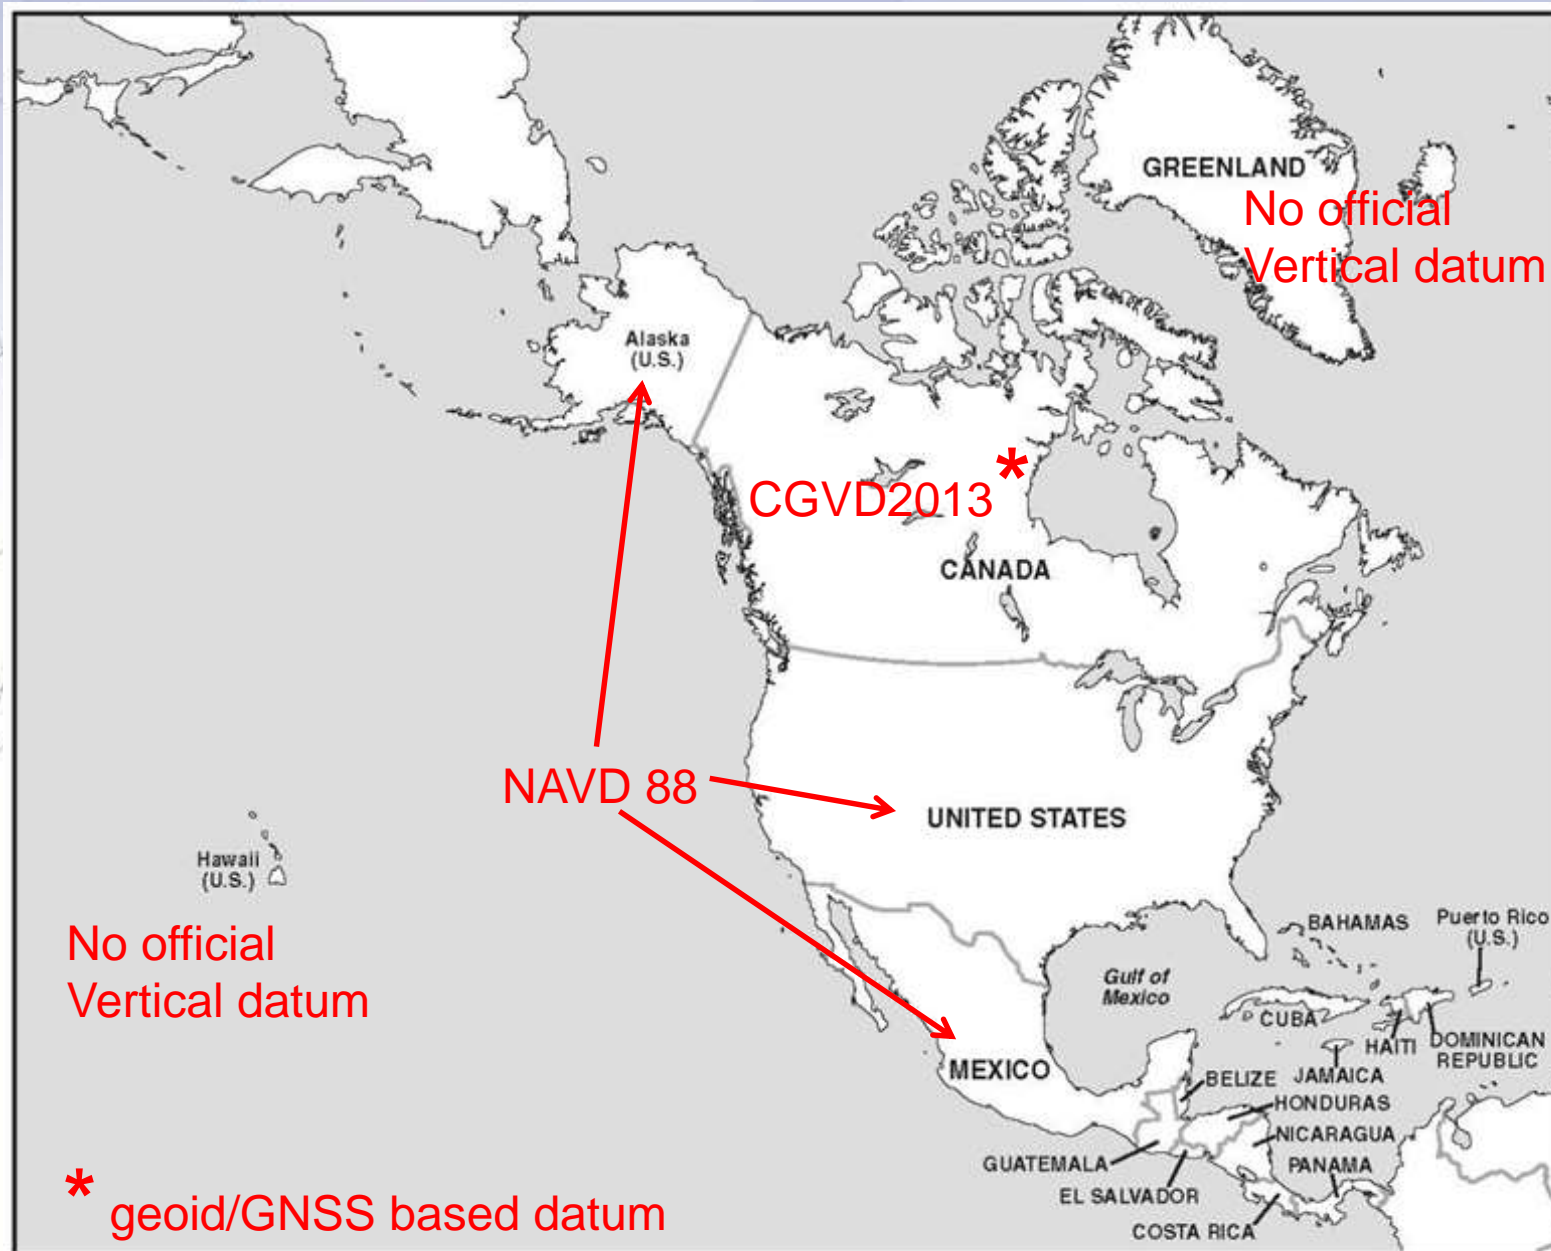 GREENLAND
No official
Vertical datum
Alaska
(U.S.)
CGVD2013 *
CANADA
NAVD 88
UNITED STATES
Hawaii
(U.S.)
No official
Vertical datum
BAHAMAS
Puerto Rico
(U.S.)
Gulf of
Mexico
CUBA
HAITI
DOMINICAN
REPUBLIC
JAMAICA
MEXICO
BELIZE
HONDURAS
NICARAGUA
GUATEMALA
PANAMA
EL SALVADOR
COSTA RICA
* geoid/GNSS based datum